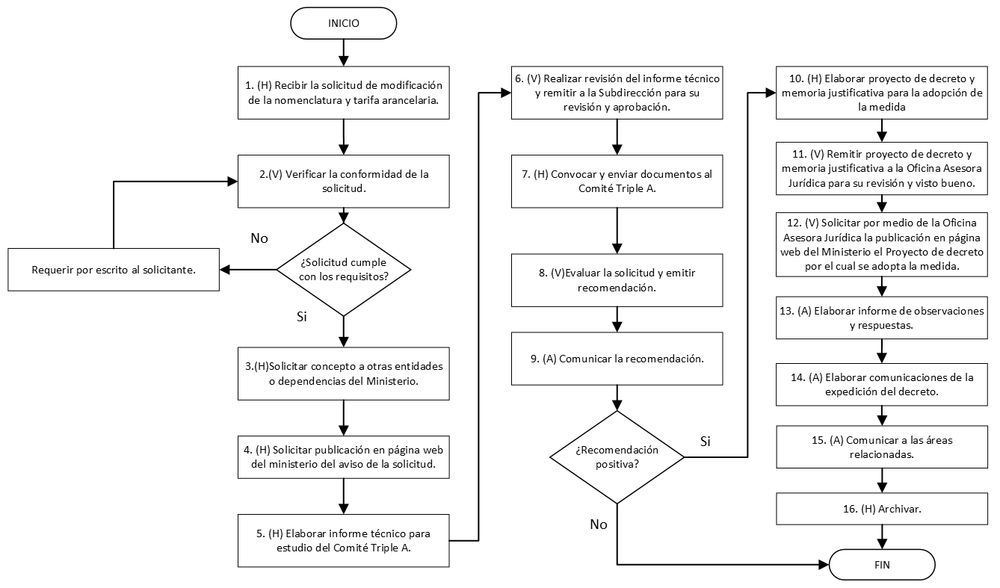 INICIO
1. (H) Recibir la solicitud de modificación
de la nomenclatura y tarifa arancelaria.
2.(V) Verificar la conformidad de la
solicitud.
No
Requerir por escrito al solicitante.
¿Solicitud cumple
con los requisitos?
Si
3.(H)Solicitar concepto a otras entidades
o dependencias del Ministerio.
4. (H) Solicitar publicación en página web
del ministerio del aviso de la solicitud.
5. (H) Elaborar informe técnico para
estudio del Comité Triple A.
6. (V) Realizar revisión del informe técnico
y remitir a la Subdirección para su
revisión y aprobación.
7. (H) Convocar y enviar documentos al
Comité Triple A.
8. (V)Evaluar la solicitud y emitir
recomendación.
9. (A) Comunicar la recomendación.
¿Recomendación
positiva?
Si
No
10. (H) Elaborar proyecto de decreto y
memoria justificativa para la adopción de
la medida
11. (V) Remitir proyecto de decreto y
memoria justificativa a la Oficina Asesora
Jurídica para su revisión y visto bueno.
12. (V) Solicitar por medio de la Oficina
Asesora Jurídica la publicación en página
web del Ministerio el Proyecto de decreto
por el cual se adopta la medida.
13. (A) Elaborar informe de observaciones
y respuestas.
14. (A) Elaborar comunicaciones de la
expedición del decreto.
15. (A) Comunicar a las áreas
relacionadas.
16. (H) Archivar.
FIN